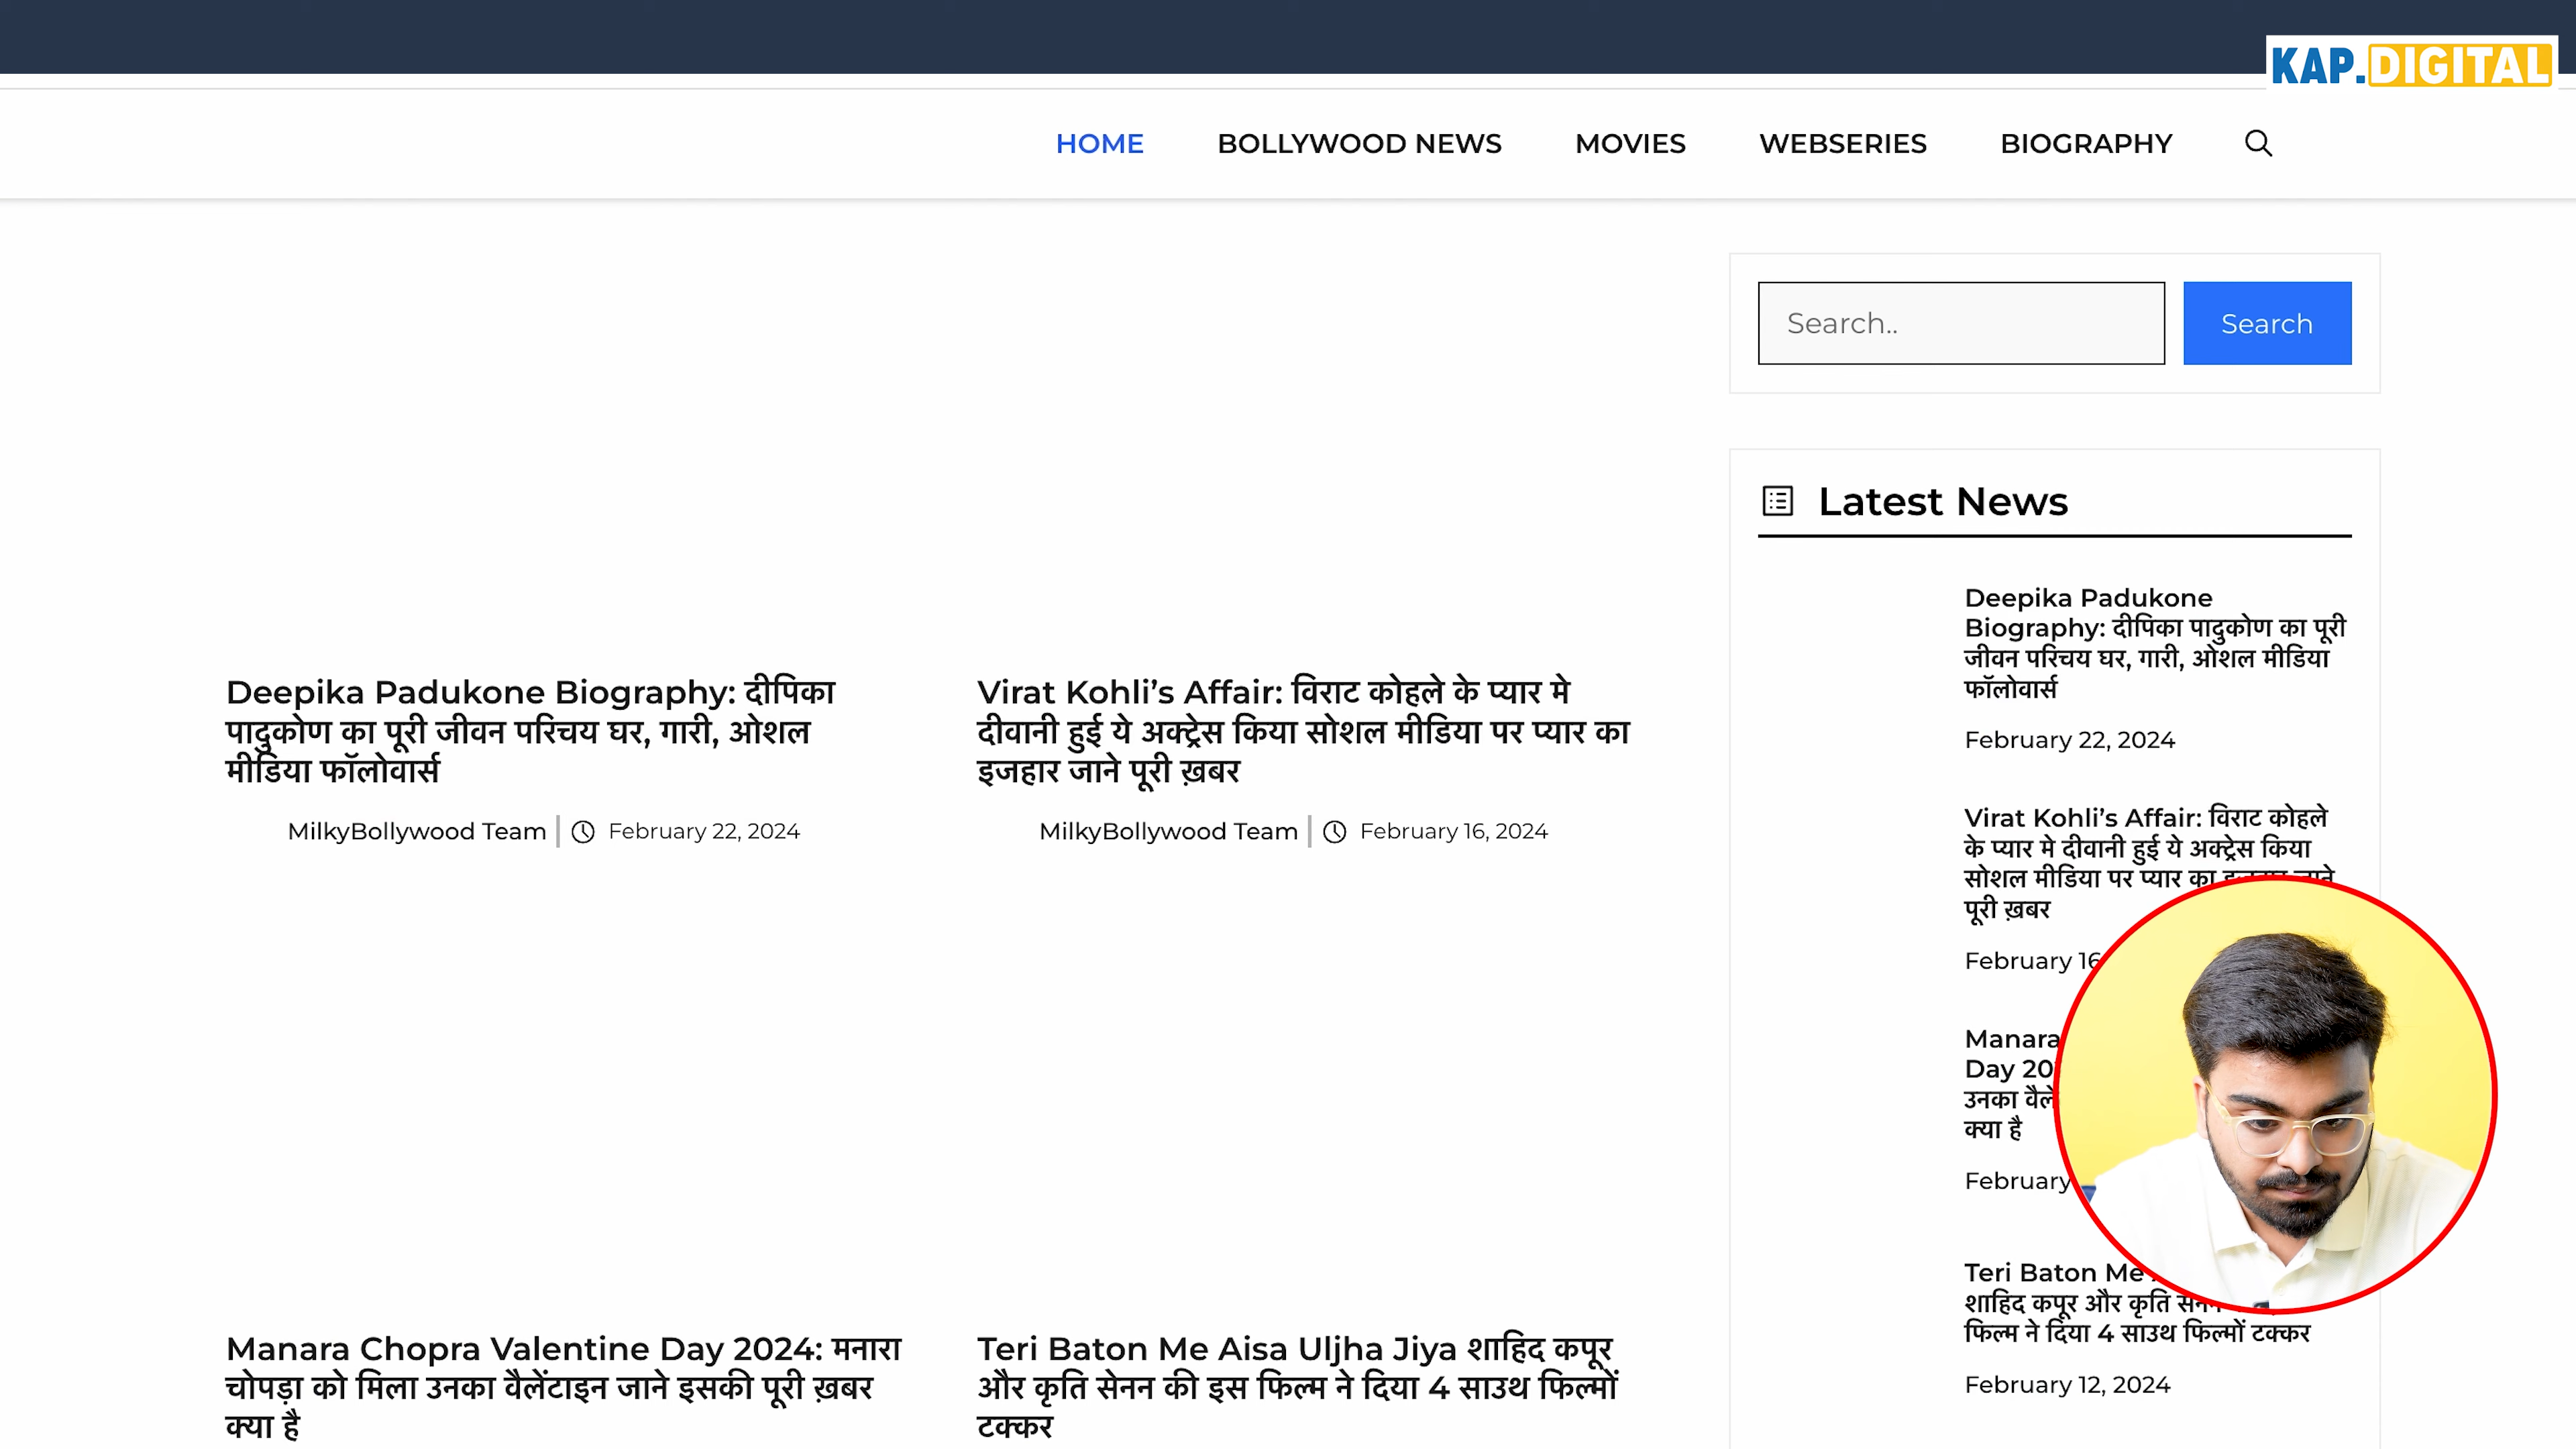 KAP.DIGITAL
HOME BOLLYWOOD NEWS MOVIES WEBSERIES BIOGRAPHY
Search.. Search
Latest News
Deepika Padukone Biography: दीपिका
पादुकोण का पूरी जीवन परिचय घर, गारी, ओशल
मीडिया फॉलोवार्स
MilkyBollywood Team February 22, 2024
Virat Kohli’s Affair: विराट कोहले के प्यार मे
दीवानी हुई ये अक्ट्रेस किया सोशल मीडिया पर प्यार का
इजहार जाने पूरी ख़बर
MilkyBollywood Team February 16, 2024
Manara Chopra Valentine Day 2024: मनारा
चोपड़ा को मिला उनका वैलेंटाइन जाने इसकी पूरी ख़बर
क्या है
Teri Baton Me Aisa Uljha Jiya शाहिद कपूर
और कृति सेनन की इस फिल्म ने दिया 4 साउथ फिल्मों
टक्कर
Deepika Padukone
Biography: दीपिका पादुकोण का पूरी
जीवन परिचय घर, गारी, ओशल मीडिया
फॉलोवार्स
February 22, 2024
Virat Kohli’s Affair: विराट कोहले
के प्यार मे दीवानी हुई ये अक्ट्रेस किया
सोशल मीडिया पर प्यार का
पूरी ख़बर
February 16
Manara
Day
उनका
क्या है
February
Teri Baton Me
शाहिद कपूर और कृति
फिल्म ने दिया 4 साउथ फिल्मों टक्कर
February 12, 2024